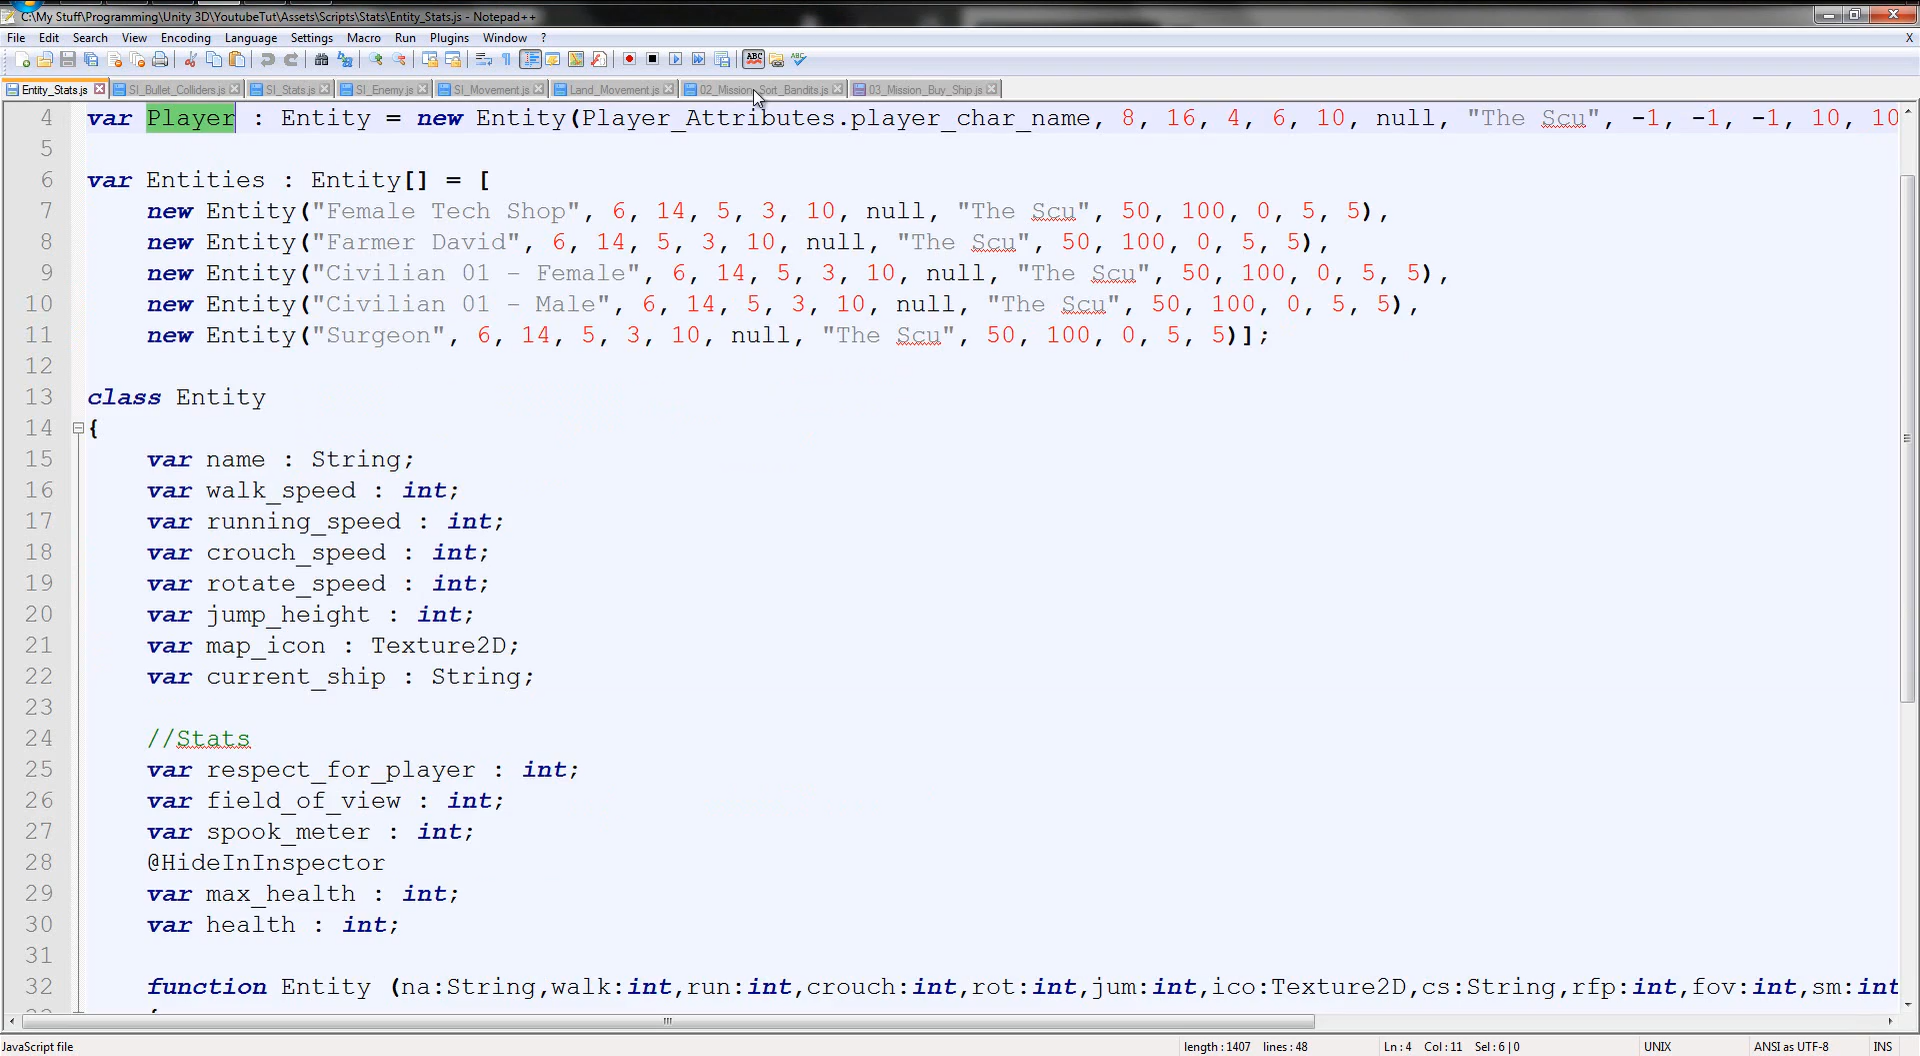 C:\My Stuff\Programming\Unity 3D\YoutubeTut\Assets\Scripts\Stats\Entity_Stats.js - Notepad++
File Edit Search View Encoding Language Settings Macro Run Plugins Window ? X
Entity_Stats.js SI_Bullet_Colliders.js SI_Stats.js SI_Enemy.js SI_Movement.js Land_Movement.js 02_Mission_Sort_Bandits.js 03_Mission_Buy_Ship.js
4 var Player : Entity = new Entity(Player_Attributes.player_char_name, 8, 16, 4, 6, 10, null, "The Scu", -1, -1, -1, 10, 10
5
6 var Entities : Entity[] = [
7 new Entity("Female Tech Shop", 6, 14, 5, 3, 10, null, "The Scu", 50, 100, 0, 5, 5),
8 new Entity("Farmer David", 6, 14, 5, 3, 10, null, "The Scu", 50, 100, 0, 5, 5),
9 new Entity("Civilian 01 - Female", 6, 14, 5, 3, 10, null, "The Scu", 50, 100, 0, 5, 5),
10 new Entity("Civilian 01 - Male", 6, 14, 5, 3, 10, null, "The Scu", 50, 100, 0, 5, 5),
11 new Entity("Surgeon", 6, 14, 5, 3, 10, null, "The Scu", 50, 100, 0, 5, 5)];
12
13 class Entity
14 {
15 var name : String;
16 var walk_speed : int;
17 var running_speed : int;
18 var crouch_speed : int;
19 var rotate_speed : int;
20 var jump_height : int;
21 var map_icon : Texture2D;
22 var current_ship : String;
23
24 //Stats
25 var respect_for_player : int;
26 var field_of_view : int;
27 var spook_meter : int;
28 @HideInInspector
29 var max_health : int;
30 var health : int;
31
32 function Entity (na:String,walk:int,run:int,crouch:int,rot:int,jum:int,ico:Texture2D,cs:String,rfp:int,fov:int,sm:int
JavaScript file length : 1407 lines : 48 Ln : 4 Col : 11 Sel : 6 | 0 UNIX ANSI as UTF-8 INS